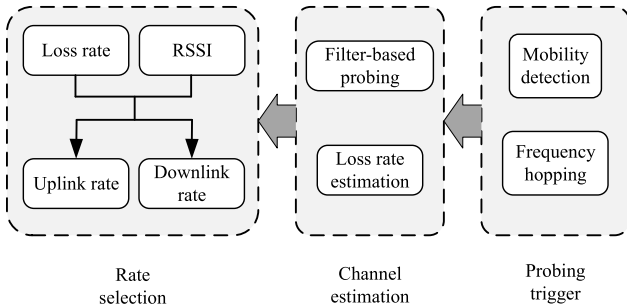 Loss rate
RSSI
Uplink rate
Downlink
rate
Filter-based
probing
Loss rate
estimation
Mobility
detection
Frequency
hopping
Rate
selection
Channel
estimation
Probing
trigger